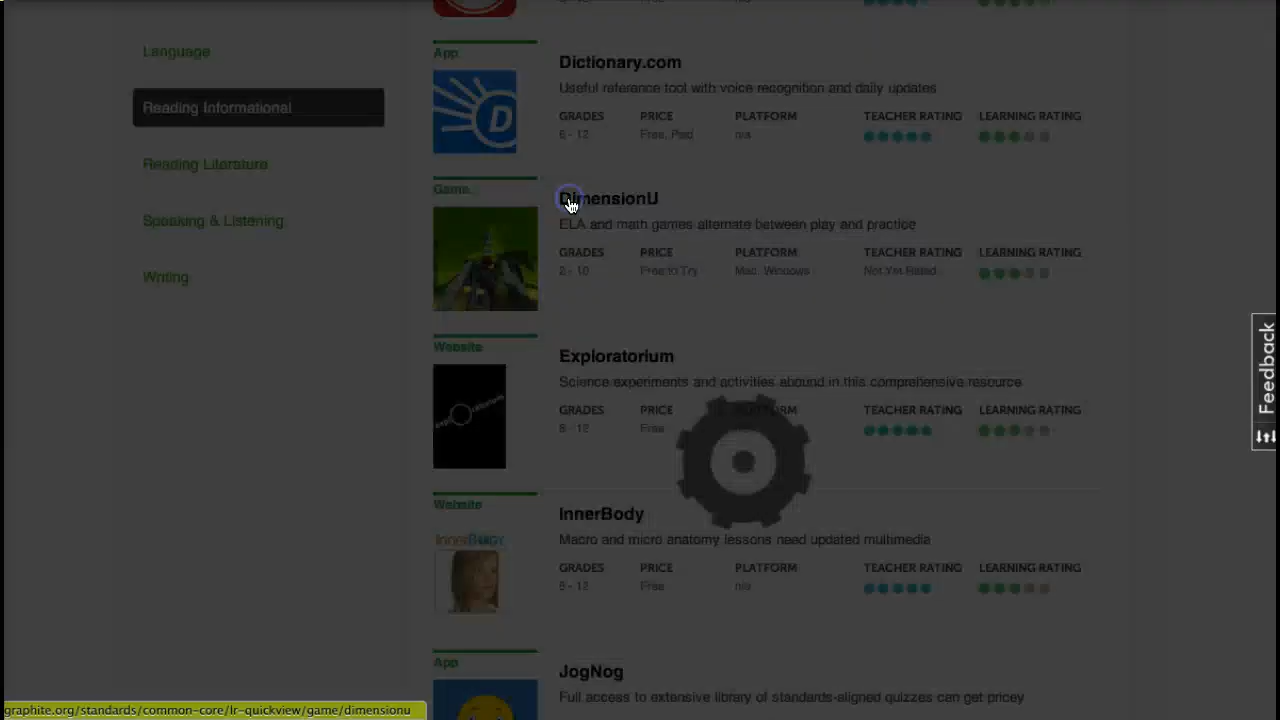 Language
Reading Informational
Reading Literature
Speaking & Listening
Writing
App
Dictionary.com
Useful reference tool with voice recognition and daily updates
GRADES PRICE PLATFORM TEACHER RATING LEARNING RATING
6 - 12 Free, Paid n/a
Game
DimensionU
ELA and math games alternate between play and practice
GRADES PRICE PLATFORM TEACHER RATING LEARNING RATING
2 - 10 Free to Try Mac, Windows Not Yet Rated
Website
Exploratorium
Science experiments and activities abound in this comprehensive resource
GRADES PRICE PLATFORM TEACHER RATING LEARNING RATING
Free
Website
InnerBody
InnerBody
Macro and micro anatomy lessons need updated multimedia
GRADES PRICE PLATFORM TEACHER RATING LEARNING RATING
Free n/a
App
JogNog
Full access to extensive library of standards-aligned quizzes can get pricey
Feedback
graphite.org/standards/common-core/lr-quickview/game/dimensionu